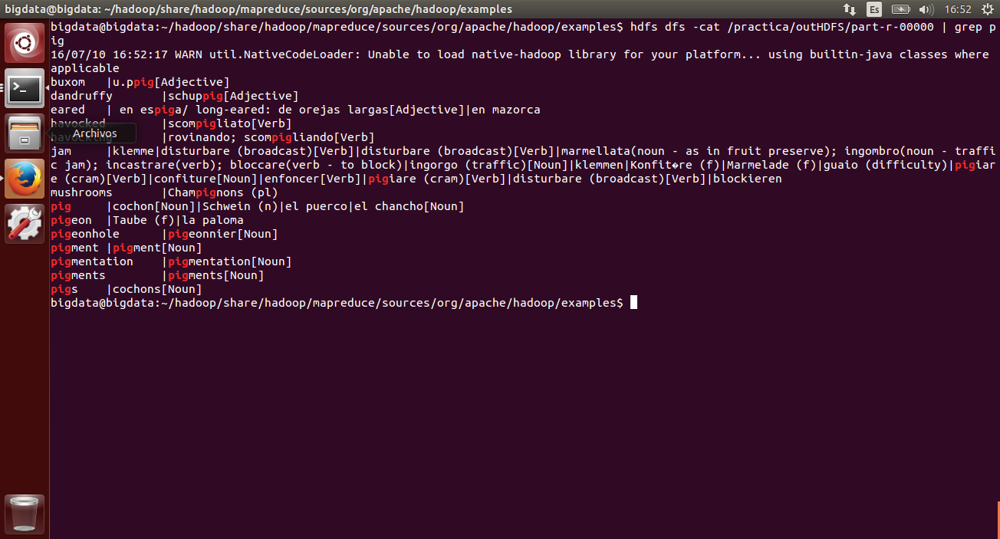 bigdata@bigdata: ~/hadoop/share/hadoop/mapreduce/sources/org/apache/hadoop/examples
Es
16:52
bigdata@bigdata:~/hadoop/share/hadoop/mapreduce/sources/org/apache/hadoop/examples$ hdfs dfs -cat /practica/outHDFS/part-r-00000 | grep p
ig
16/07/10 16:52:17 WARN util.NativeCodeLoader: Unable to load native-hadoop library for your platform... using builtin-java classes where
applicable
buxom |u.ppig[Adjective]
dandruffy |schuppig[Adjective]
eared | en espiga/ long-eared: de orejas largas[Adjective]|en mazorca
havocked |scompigliato[Verb]
Archivos
havocking |rovinando; scompigliando[Verb]
jam |klemme|disturbare (broadcast)[Verb]|disturbare (broadcast)[Verb]|marmellata(noun - as in fruit preserve); ingombro(noun - traffi
c jam); incastrare(verb); bloccare(verb - to block)|ingorgo (traffic)[Noun]|klemmen|Konfit�re (f)|Marmelade (f)|guaio (difficulty)|pigiar
e (cram)[Verb]|confiture[Noun]|enfoncer[Verb]|pigiare (cram)[Verb]|disturbare (broadcast)[Verb]|blockieren
mushrooms |Champignons (pl)
pig |cochon[Noun]|Schwein (n)|el puerco|el chancho[Noun]
pigeon |Taube (f)|la paloma
pigeonhole |pigeonnier[Noun]
pigment |pigment[Noun]
pigmentation |pigmentation[Noun]
pigments |pigments[Noun]
pigs |cochons[Noun]
bigdata@bigdata:~/hadoop/share/hadoop/mapreduce/sources/org/apache/hadoop/examples$